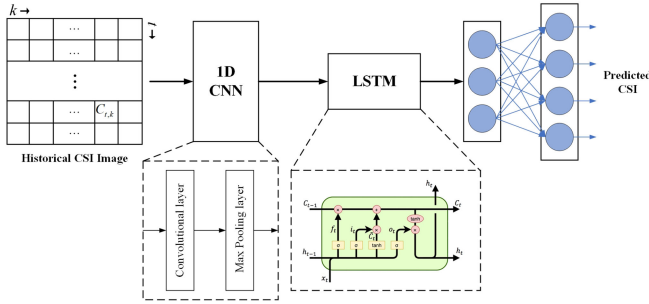 k →
t
...
...
⋮
... C_{t,k}
...
Historical CSI Image
1D
CNN
LSTM
Predicted
CSI
Convolutional layer
Max Pooling layer
h_t
C_{t-1}
C_t
tanh
f_t
i_t
C̃_t
o_t
σ
σ
tanh
σ
h_{t-1}
h_t
x_t